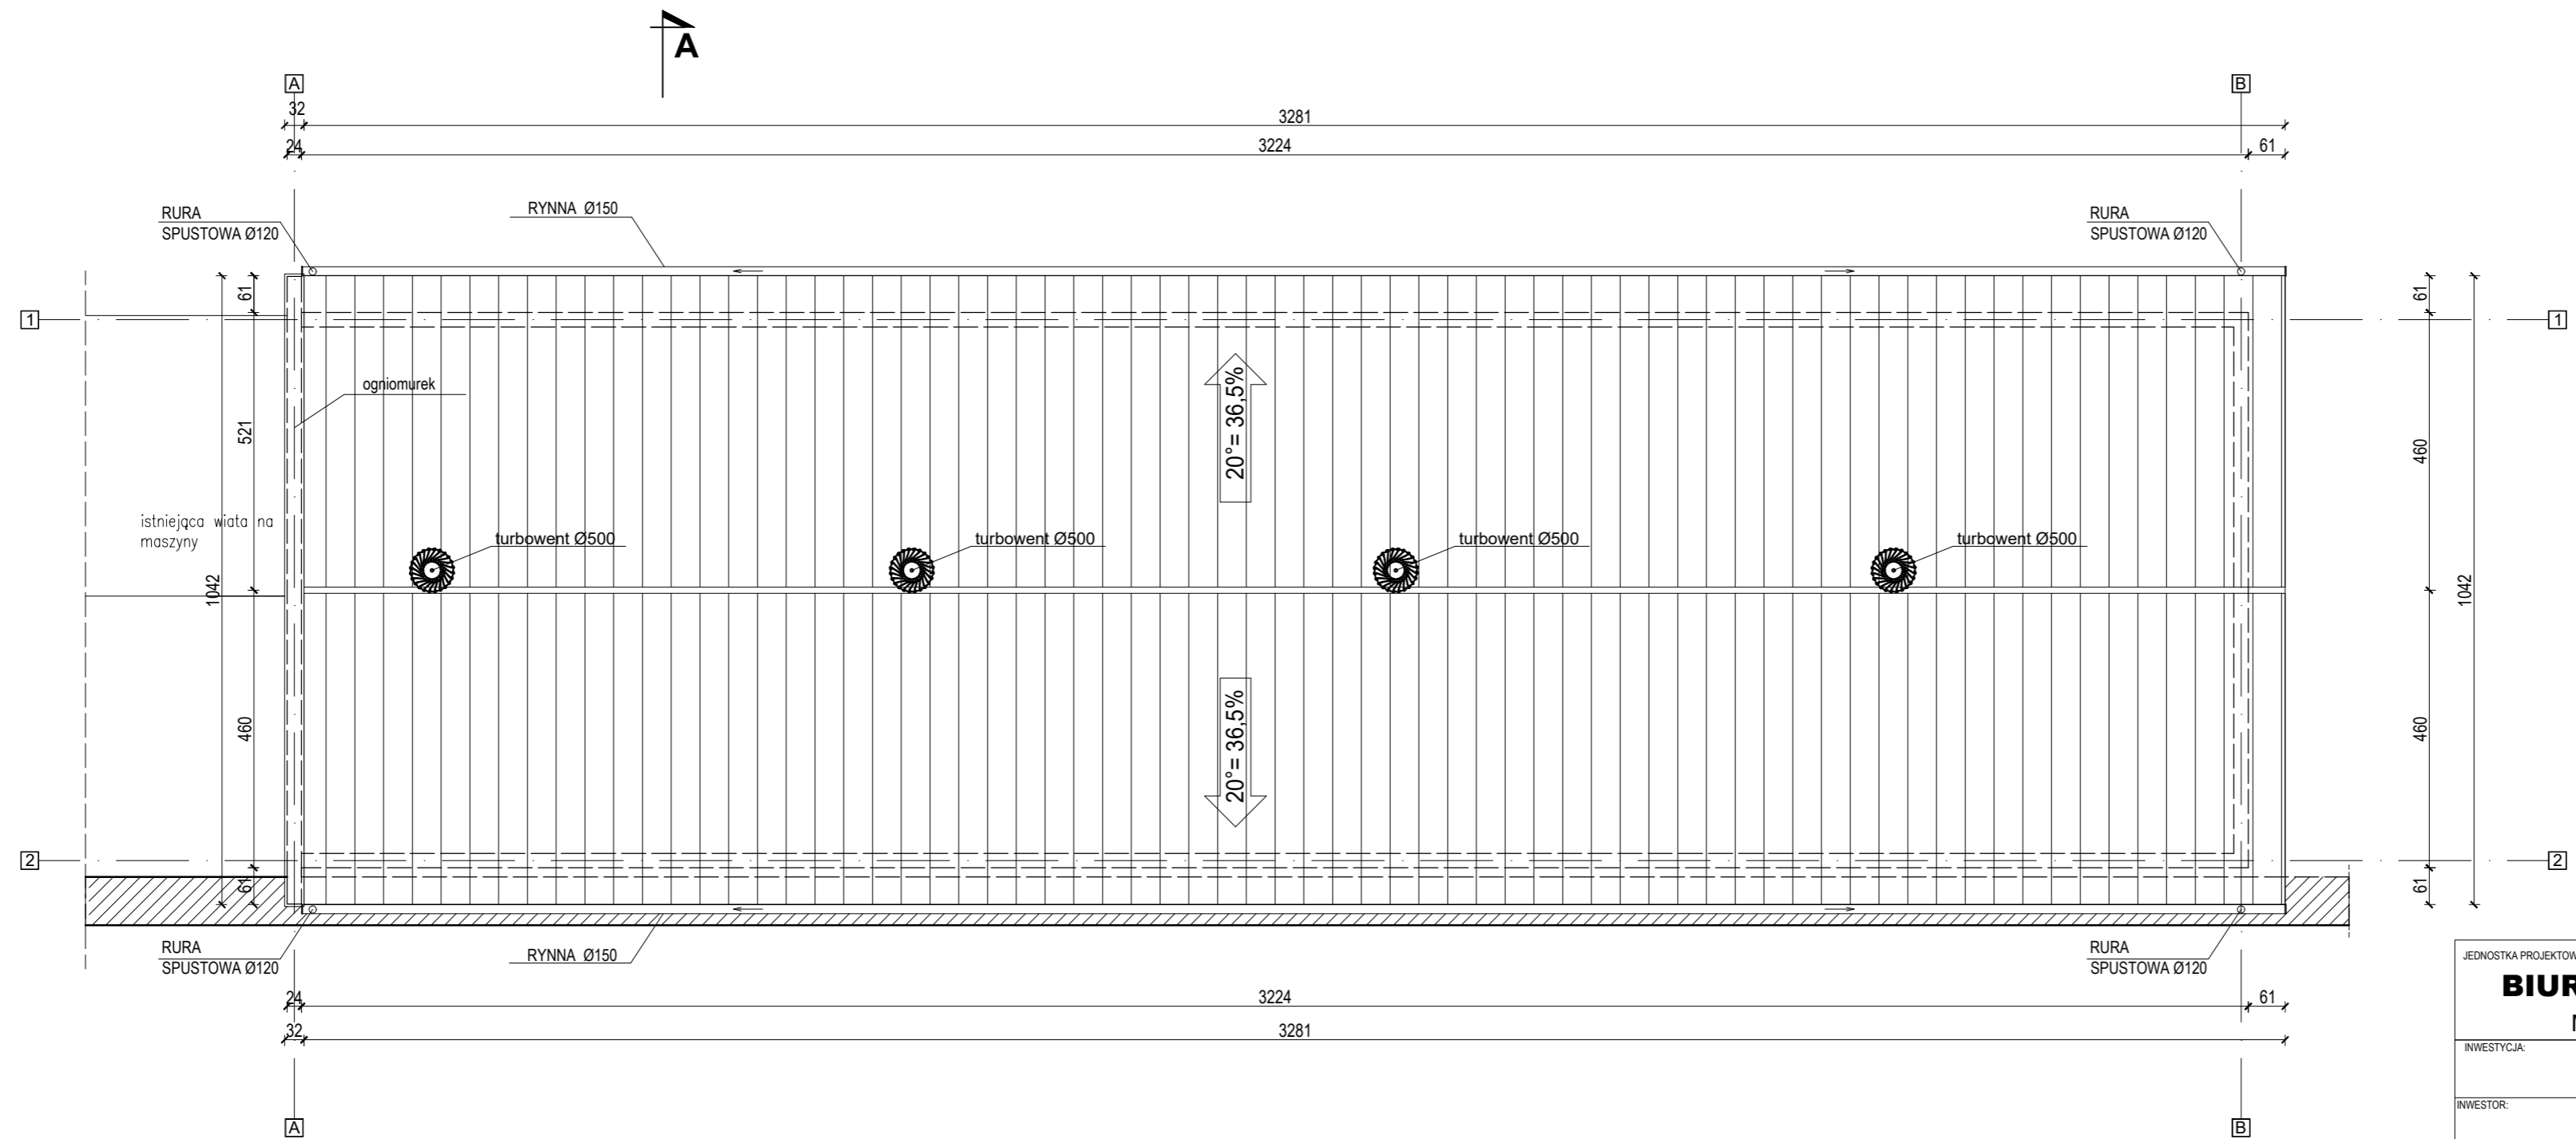 A
A
B
32
3281
24
3224
61
RURA
SPUSTOWA Ø120
RYNNA Ø150
RURA
SPUSTOWA Ø120
61
61
1
1
ogniomurek
20°= 36,5%
521
460
istniejąca wiata na
maszyny
turbowent Ø500
turbowent Ø500
turbowent Ø500
turbowent Ø500
1042
1042
460
20°= 36,5%
460
2
2
61
61
RURA
SPUSTOWA Ø120
RYNNA Ø150
RURA
SPUSTOWA Ø120
JEDNOSTKA PROJEKTOW
BIUR
24
3224
61
32
3281
INWESTYCJA:
INWESTOR:
A
B